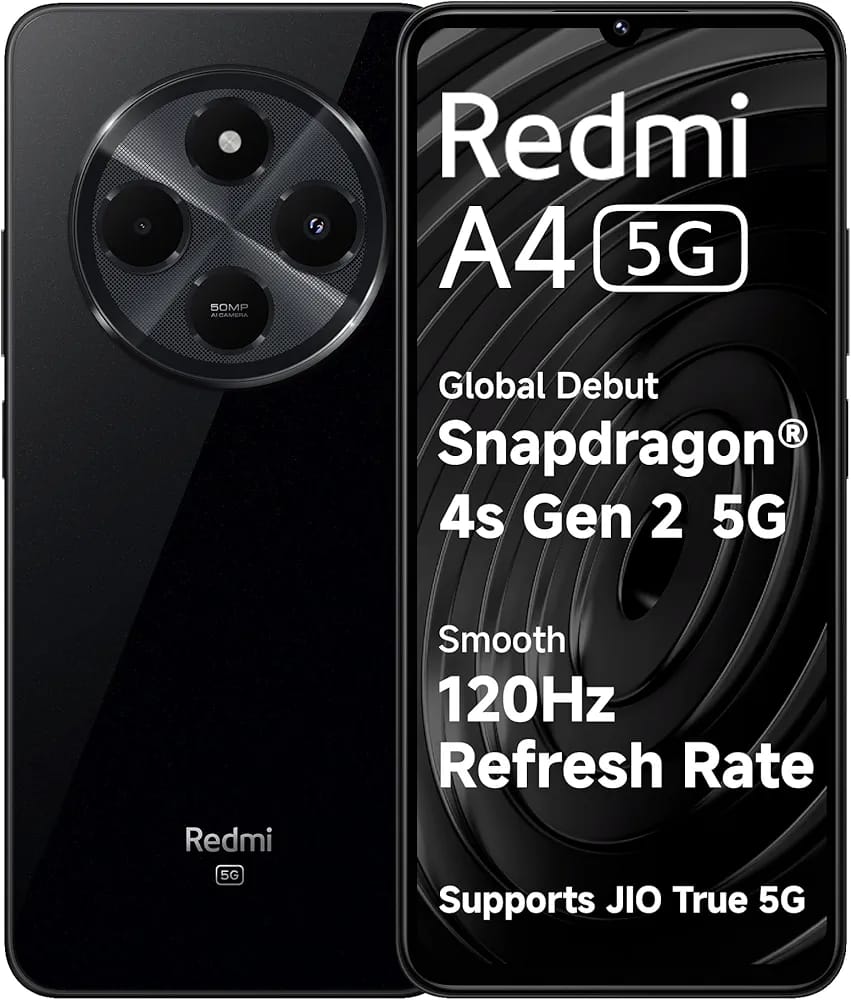 50MP
AI CAMERA
Redmi
5G
Redmi
A4 5G
Global Debut
Snapdragon®
4s Gen 2 5G
Smooth
120Hz
Refresh Rate
Supports JIO True 5G